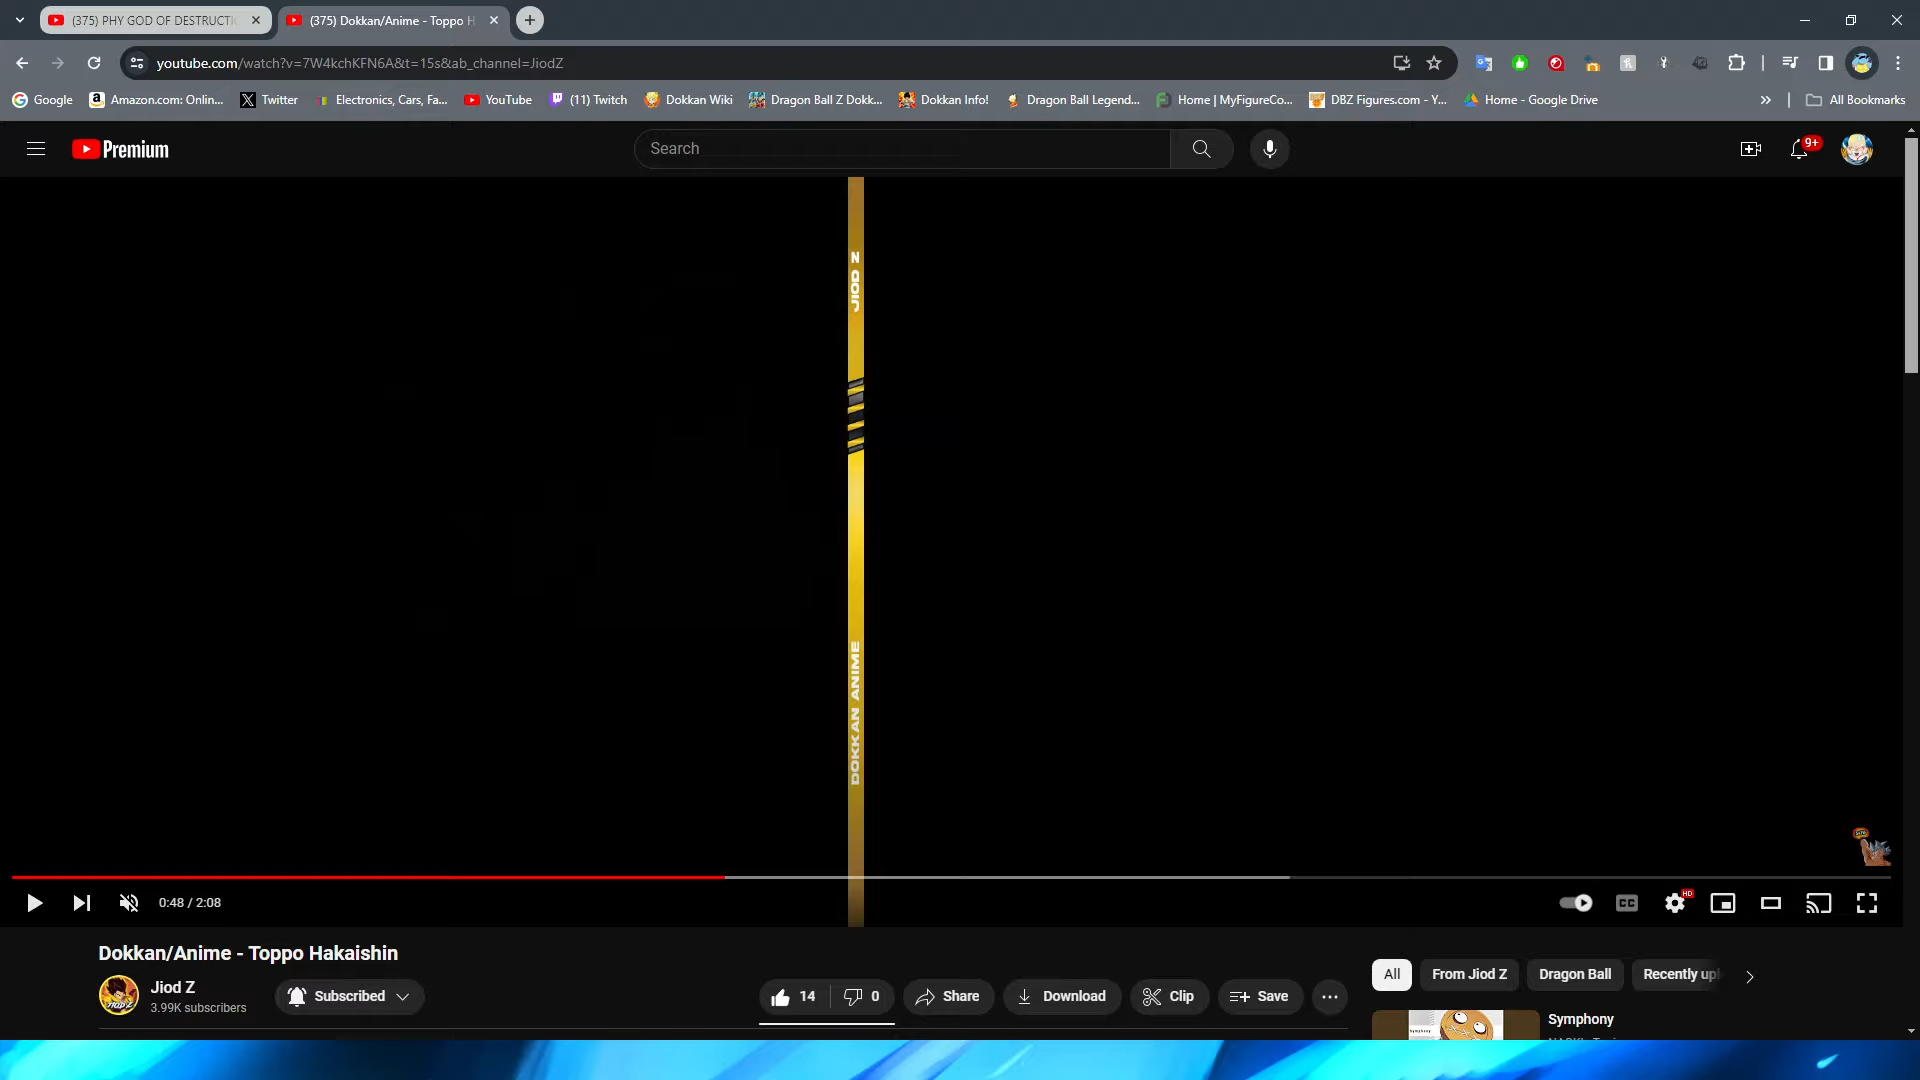 (375) PHY GOD OF DESTRUCTI
(375) Dokkan/Anime - Toppo H
youtube.com/watch?v=7W4kchKFN6A&t=15s&ab_channel=JiodZ
Google
Amazon.com: Onlin...
Twitter
Electronics, Cars, Fa...
YouTube
(11) Twitch
Dokkan Wiki
Dragon Ball Z Dokk...
Dokkan Info!
Dragon Ball Legend...
Home | MyFigureCo...
DBZ Figures.com - Y...
Home - Google Drive
All Bookmarks
Premium
Search
9+
JIOD Z
DOKKAN ANIME
0:48 / 2:08
CC
HD
Dokkan/Anime - Toppo Hakaishin
Jiod Z
3.99K subscribers
Subscribed
14
0
Share
Download
Clip
Save
All
From Jiod Z
Dragon Ball
Recently upl
Symphony